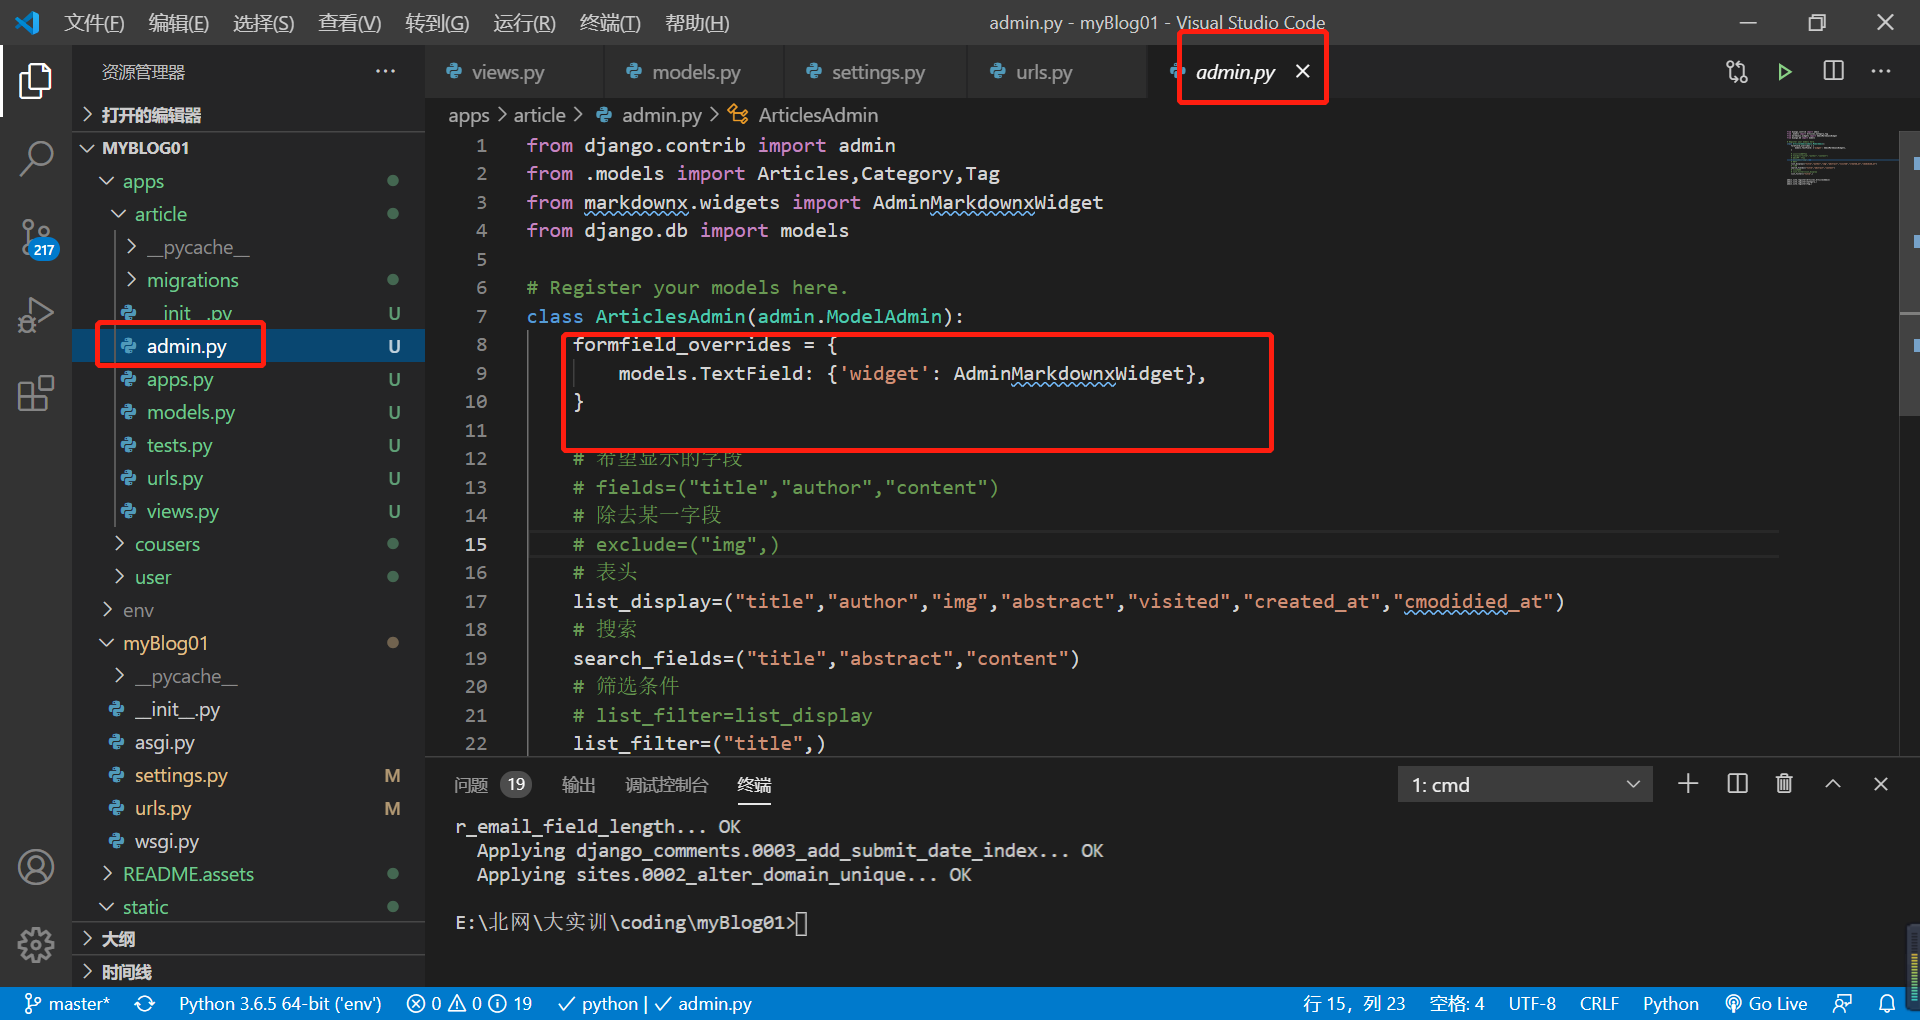 文件(F) 编辑(E) 选择(S) 查看(V) 转到(G) 运行(R) 终端(T) 帮助(H)
admin.py - myBlog01 - Visual Studio Code
资源管理器
打开的编辑器
MYBLOG01
apps
article
__pycache__
migrations
__init__.py U
admin.py U
apps.py U
models.py U
tests.py U
urls.py U
views.py U
cousers
user
env
myBlog01
__pycache__
__init__.py
asgi.py
settings.py M
urls.py M
wsgi.py
README.assets
static
大纲
时间线
217
views.py models.py settings.py urls.py admin.py
apps > article > admin.py > ArticlesAdmin
1 from django.contrib import admin
2 from .models import Articles,Category,Tag
3 from markdownx.widgets import AdminMarkdownxWidget
4 from django.db import models
5
6 # Register your models here.
7 class ArticlesAdmin(admin.ModelAdmin):
8 formfield_overrides = {
9 models.TextField: {'widget': AdminMarkdownxWidget},
10 }
11
12 # 希望显示的字段
13 # fields=("title","author","content")
14 # 除去某一字段
15 # exclude=("img",)
16 # 表头
17 list_display=("title","author","img","abstract","visited","created_at","cmodidied_at")
18 # 搜索
19 search_fields=("title","abstract","content")
20 # 筛选条件
21 # list_filter=list_display
22 list_filter=("title",)
问题 19 输出 调试控制台 终端
1: cmd
r_email_field_length... OK
Applying django_comments.0003_add_submit_date_index... OK
Applying sites.0002_alter_domain_unique... OK
E:\北网\大实训\coding\myBlog01>
master* Python 3.6.5 64-bit ('env') 0 0 19 python | admin.py
行 15，列 23 空格: 4 UTF-8 CRLF Python Go Live